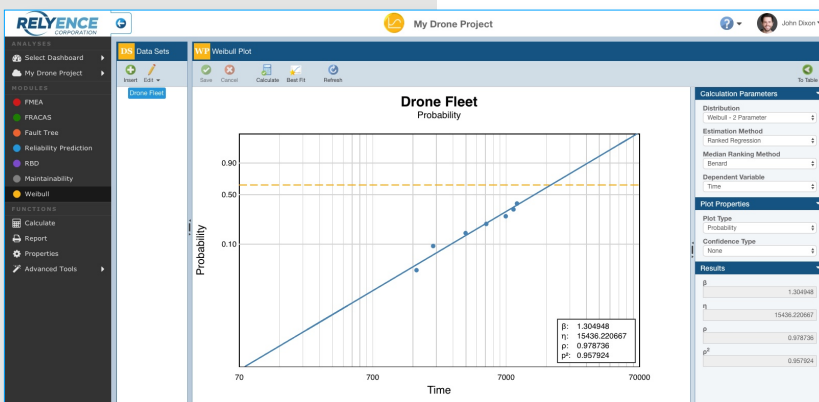 RELYENCE
CORPORATION
My Drone Project
John Dixon
ANALYSES
Select Dashboard
My Drone Project
MODULES
FMEA
FRACAS
Fault Tree
Reliability Prediction
RBD
Maintainability
Weibull
FUNCTIONS
Calculate
Report
Properties
Advanced Tools
DS Data Sets
Insert Edit
Drone Fleet
WP Weibull Plot
Save Cancel Calculate Best Fit Refresh
To Table
Drone Fleet
Probability
Probability
0.90
0.50
0.10
β: 1.304948
η: 15436.220667
ρ: 0.978736
ρ²: 0.957924
70 700 7000 70000
Time
Calculation Parameters
Distribution
Weibull - 2 Parameter
Estimation Method
Ranked Regression
Median Ranking Method
Benard
Dependent Variable
Time
Plot Properties
Plot Type
Probability
Confidence Type
None
Results
β
1.304948
η
15436.220667
ρ
0.978736
ρ²
0.957924